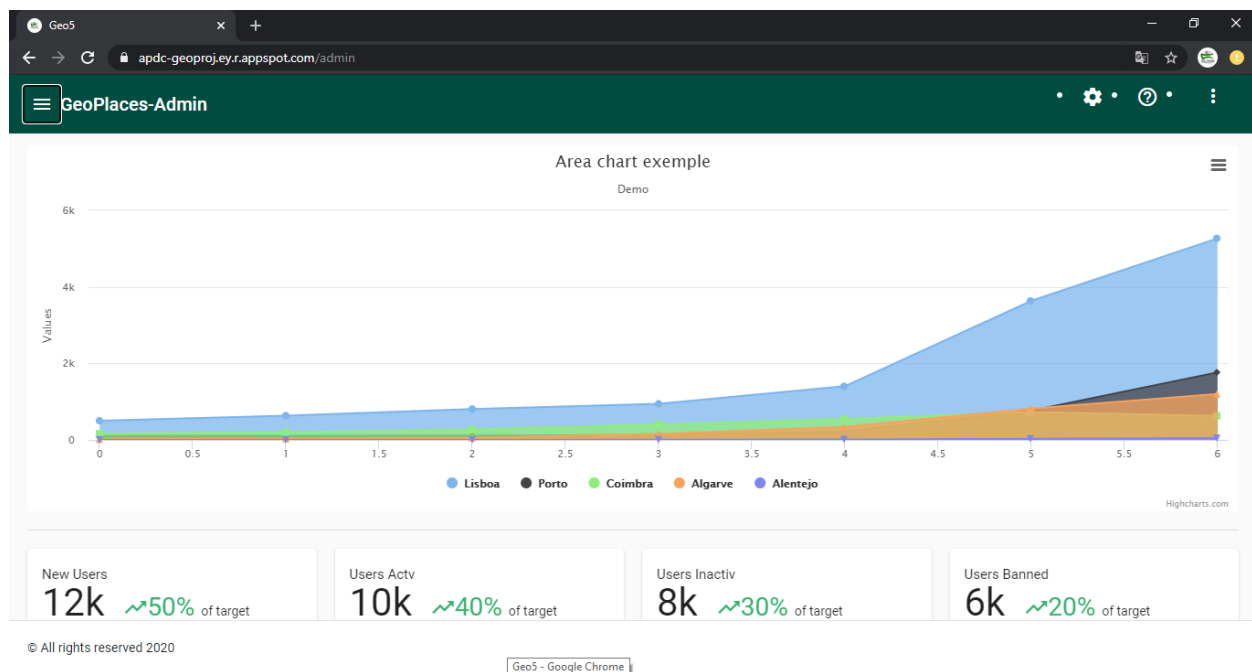 Geo5
apdc-geoproj.ey.r.appspot.com/admin
GeoPlaces-Admin
Area chart exemple
Demo
6k
4k
2k
0
Values
0 0.5 1 1.5 2 2.5 3 3.5 4 4.5 5 5.5 6
Lisboa Porto Coimbra Algarve Alentejo
Highcharts.com
New Users Users Actv Users Inactiv Users Banned
12k 50% of target 10k 40% of target 8k 30% of target 6k 20% of target
© All rights reserved 2020
Geo5 - Google Chrome